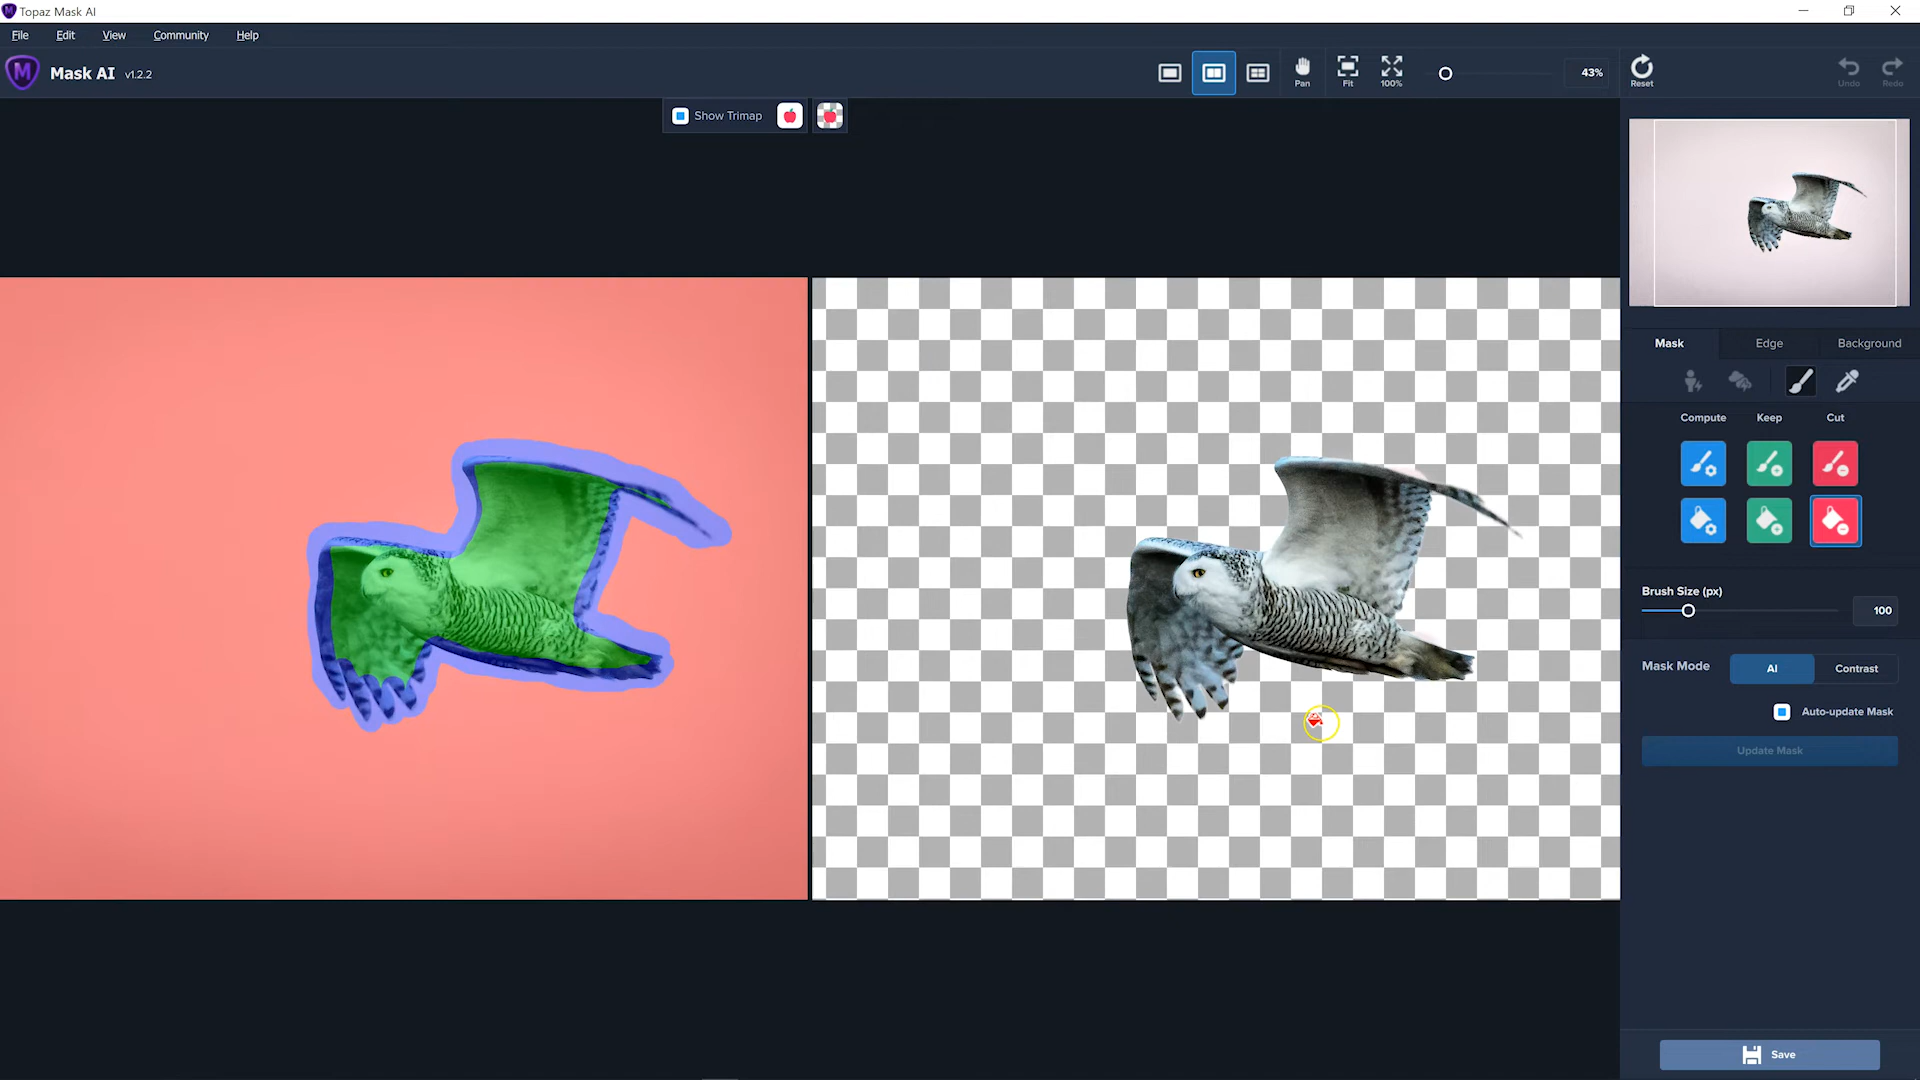 Topaz Mask AI
File Edit View Community Help
Mask AI v1.2.2
Pan Fit 100% 43% Reset Undo Redo
Show Trimap
Mask Edge Background
Compute Keep Cut
Brush Size (px)
100
Mask Mode AI Contrast
Auto-update Mask
Update Mask
Save